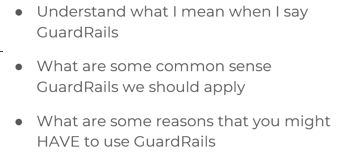 ● Understand what I mean when I say
GuardRails
● What are some common sense
GuardRails we should apply
● What are some reasons that you might
HAVE to use GuardRails